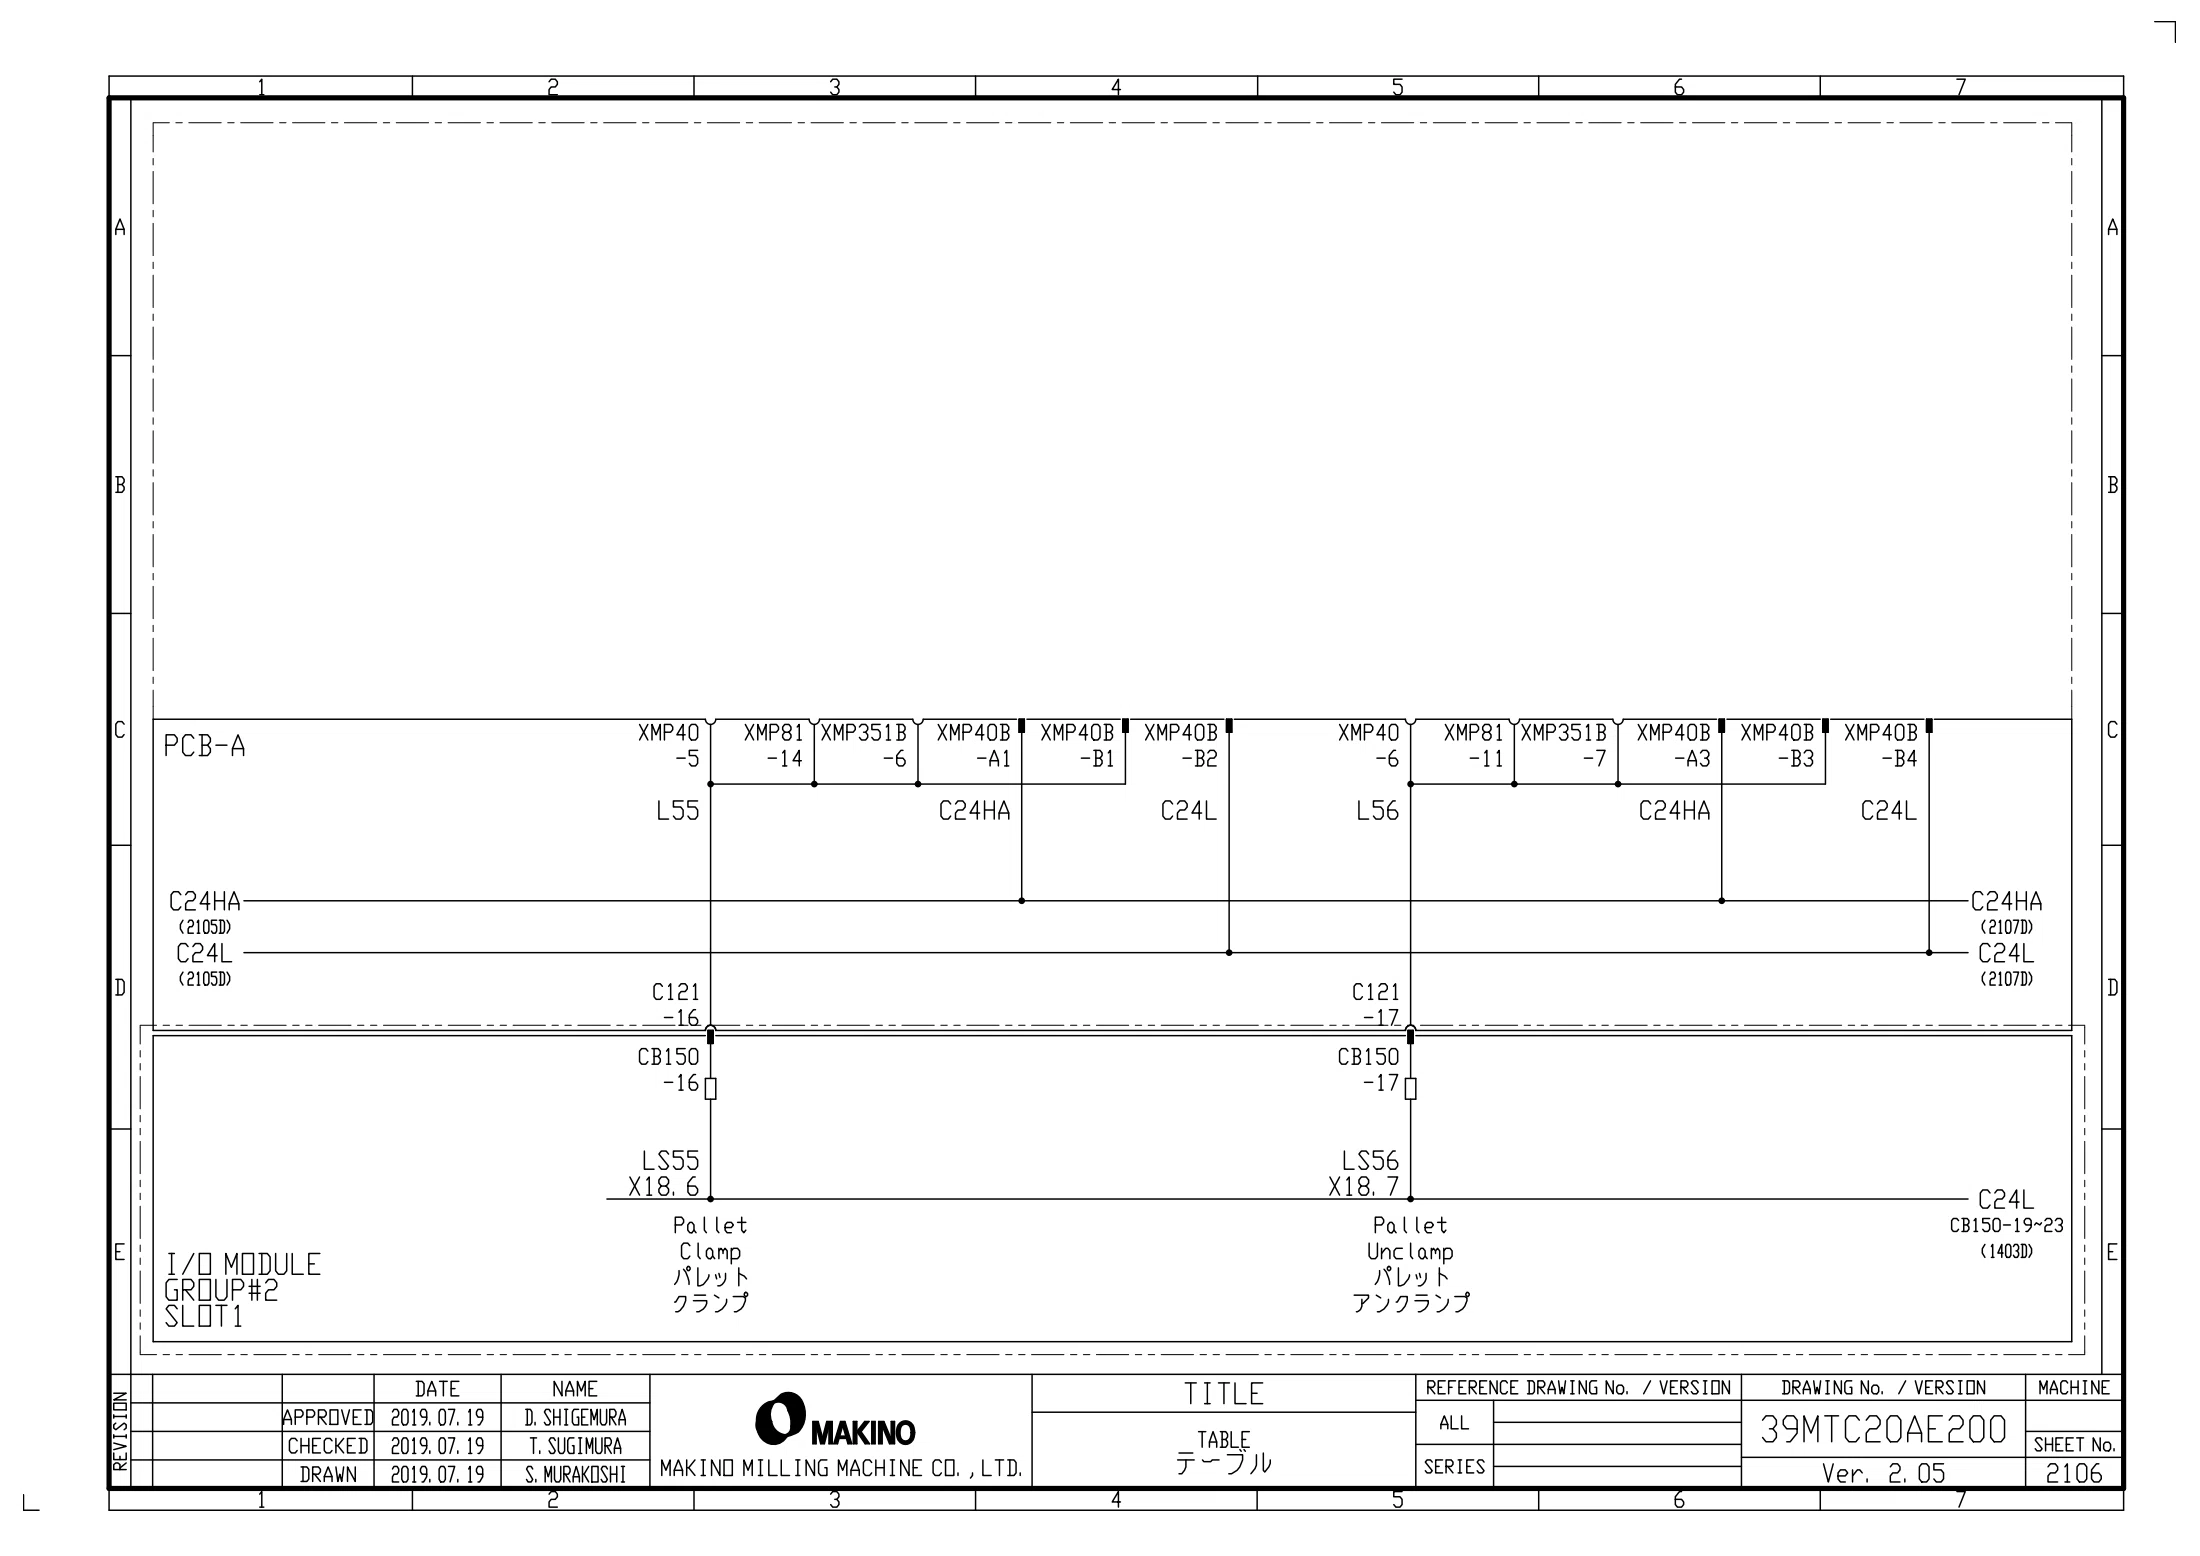 1 2 3 4 5 6 7
A A
B B
C C
D D
E E
PCB-A
XMP40 XMP81 XMP351B XMP40B XMP40B XMP40B XMP40 XMP81 XMP351B XMP40B XMP40B XMP40B
-5 -14 -6 -A1 -B1 -B2 -6 -11 -7 -A3 -B3 -B4
L55 C24HA C24L L56 C24HA C24L
C24HA C24HA
(2105D) (2107D)
C24L C24L
(2105D) (2107D)
C121 C121
-16 -17
CB150 CB150
-16 -17
LS55 LS56
X18.6 X18.7 C24L
Pallet Pallet CB150-19~23
Clamp Unclamp (1403D)
パレット パレット
クランプ アンクランプ
I/O MODULE
GROUP#2
SLOT1
REVISION
DATE NAME
APPROVED 2019.07.19 D.SHIGEMURA
CHECKED 2019.07.19 T.SUGIMURA
DRAWN 2019.07.19 S.MURAKOSHI
MAKINO
MAKINO MILLING MACHINE CO.,LTD.
TITLE
TABLE
テーブル
REFERENCE DRAWING No. / VERSION
ALL
SERIES
DRAWING No. / VERSION
39MTC20AE200
Ver. 2.05
MACHINE
SHEET No.
2106
1 2 3 4 5 6 7